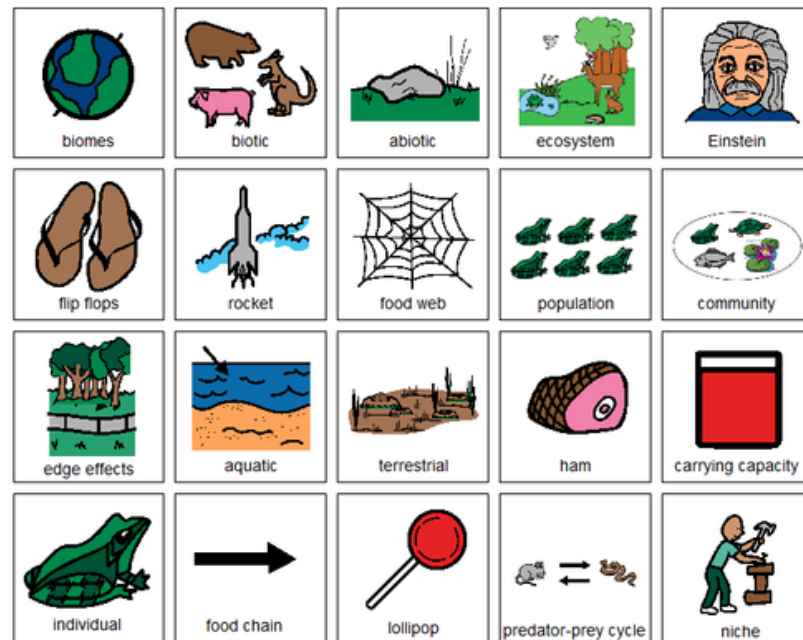 biomes
biotic
abiotic
ecosystem
Einstein
flip flops
rocket
food web
population
community
edge effects
aquatic
terrestrial
ham
carrying capacity
individual
food chain
lollipop
predator-prey cycle
niche